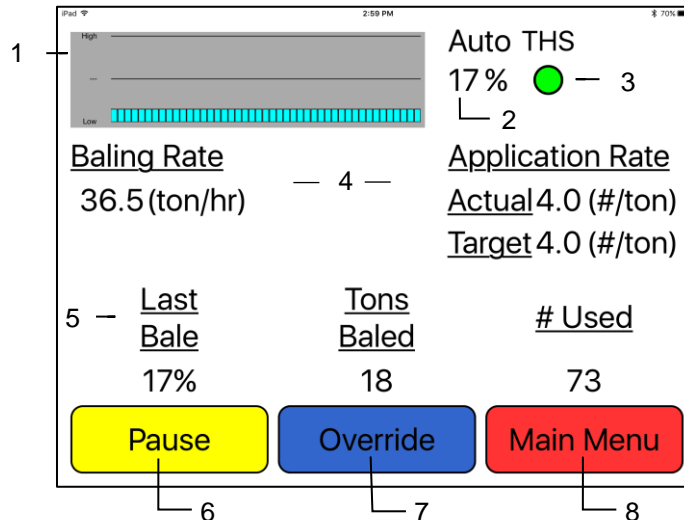 iPad 2:59 PM 70%
1 High Auto THS
— 17 % 3
Low 2
Baling Rate Application Rate
4
36.5 (ton/hr) Actual 4.0 (#/ton)
Target 4.0 (#/ton)
5 Last Bale Tons Baled # Used
17% 18 73
Pause Override Main Menu
6 7 8